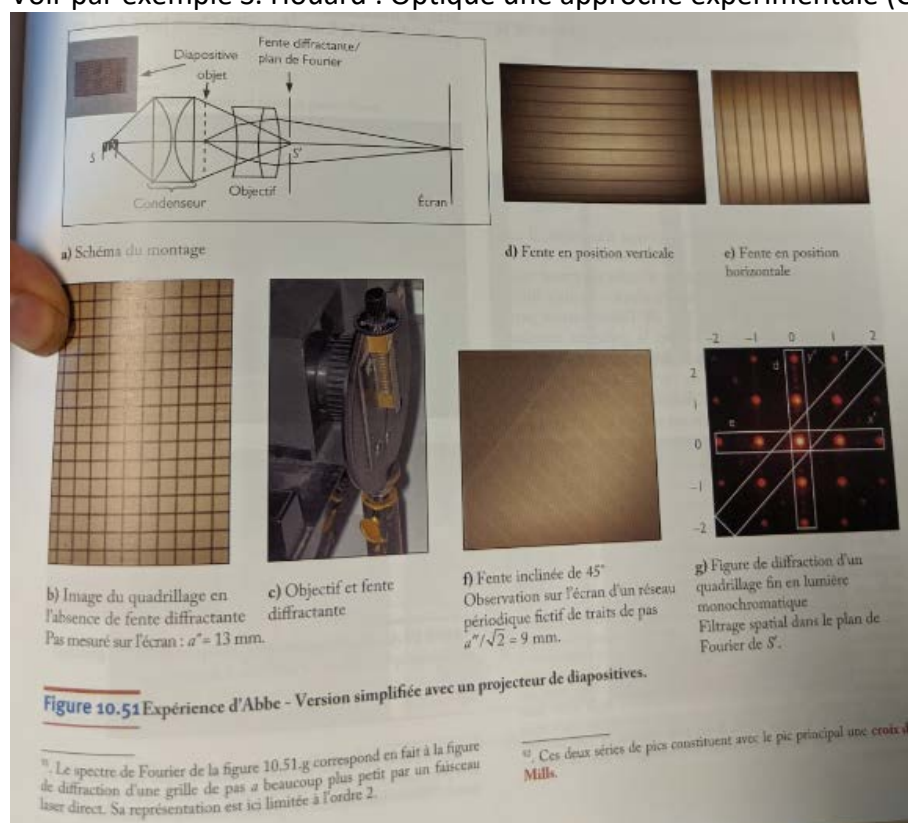 Voir par exemple S. Houard : Optique une approche expérimentale
Diapositive
objet
Fente diffractante/
plan de Fourier
S
S'
Condenseur
Objectif
Écran
a) Schéma du montage
d) Fente en position verticale
e) Fente en position
horizontale
b) Image du quadrillage en
l'absence de fente diffractante
Pas mesuré sur l'écran : a" = 13 mm.
c) Objectif et fente
diffractante
f) Fente inclinée de 45°
Observation sur l'écran d'un réseau
périodique fictif de traits de pas
a"/√2 = 9 mm.
-2 -1 0 1 2
2
1
0
-1
-2
d
y'
f
e
x'
g) Figure de diffraction d'un
quadrillage fin en lumière
monochromatique
Filtrage spatial dans le plan de
Fourier de S'.
Figure 10.51 Expérience d'Abbe - Version simplifiée avec un projecteur de diapositives.
. Le spectre de Fourier de la figure 10.51.g correspond en fait à la figure
de diffraction d'une grille de pas a beaucoup plus petit par un faisceau
laser direct. Sa représentation est ici limitée à l'ordre 2.
. Ces deux séries de pics constituent avec le pic principal une croix
Mills.